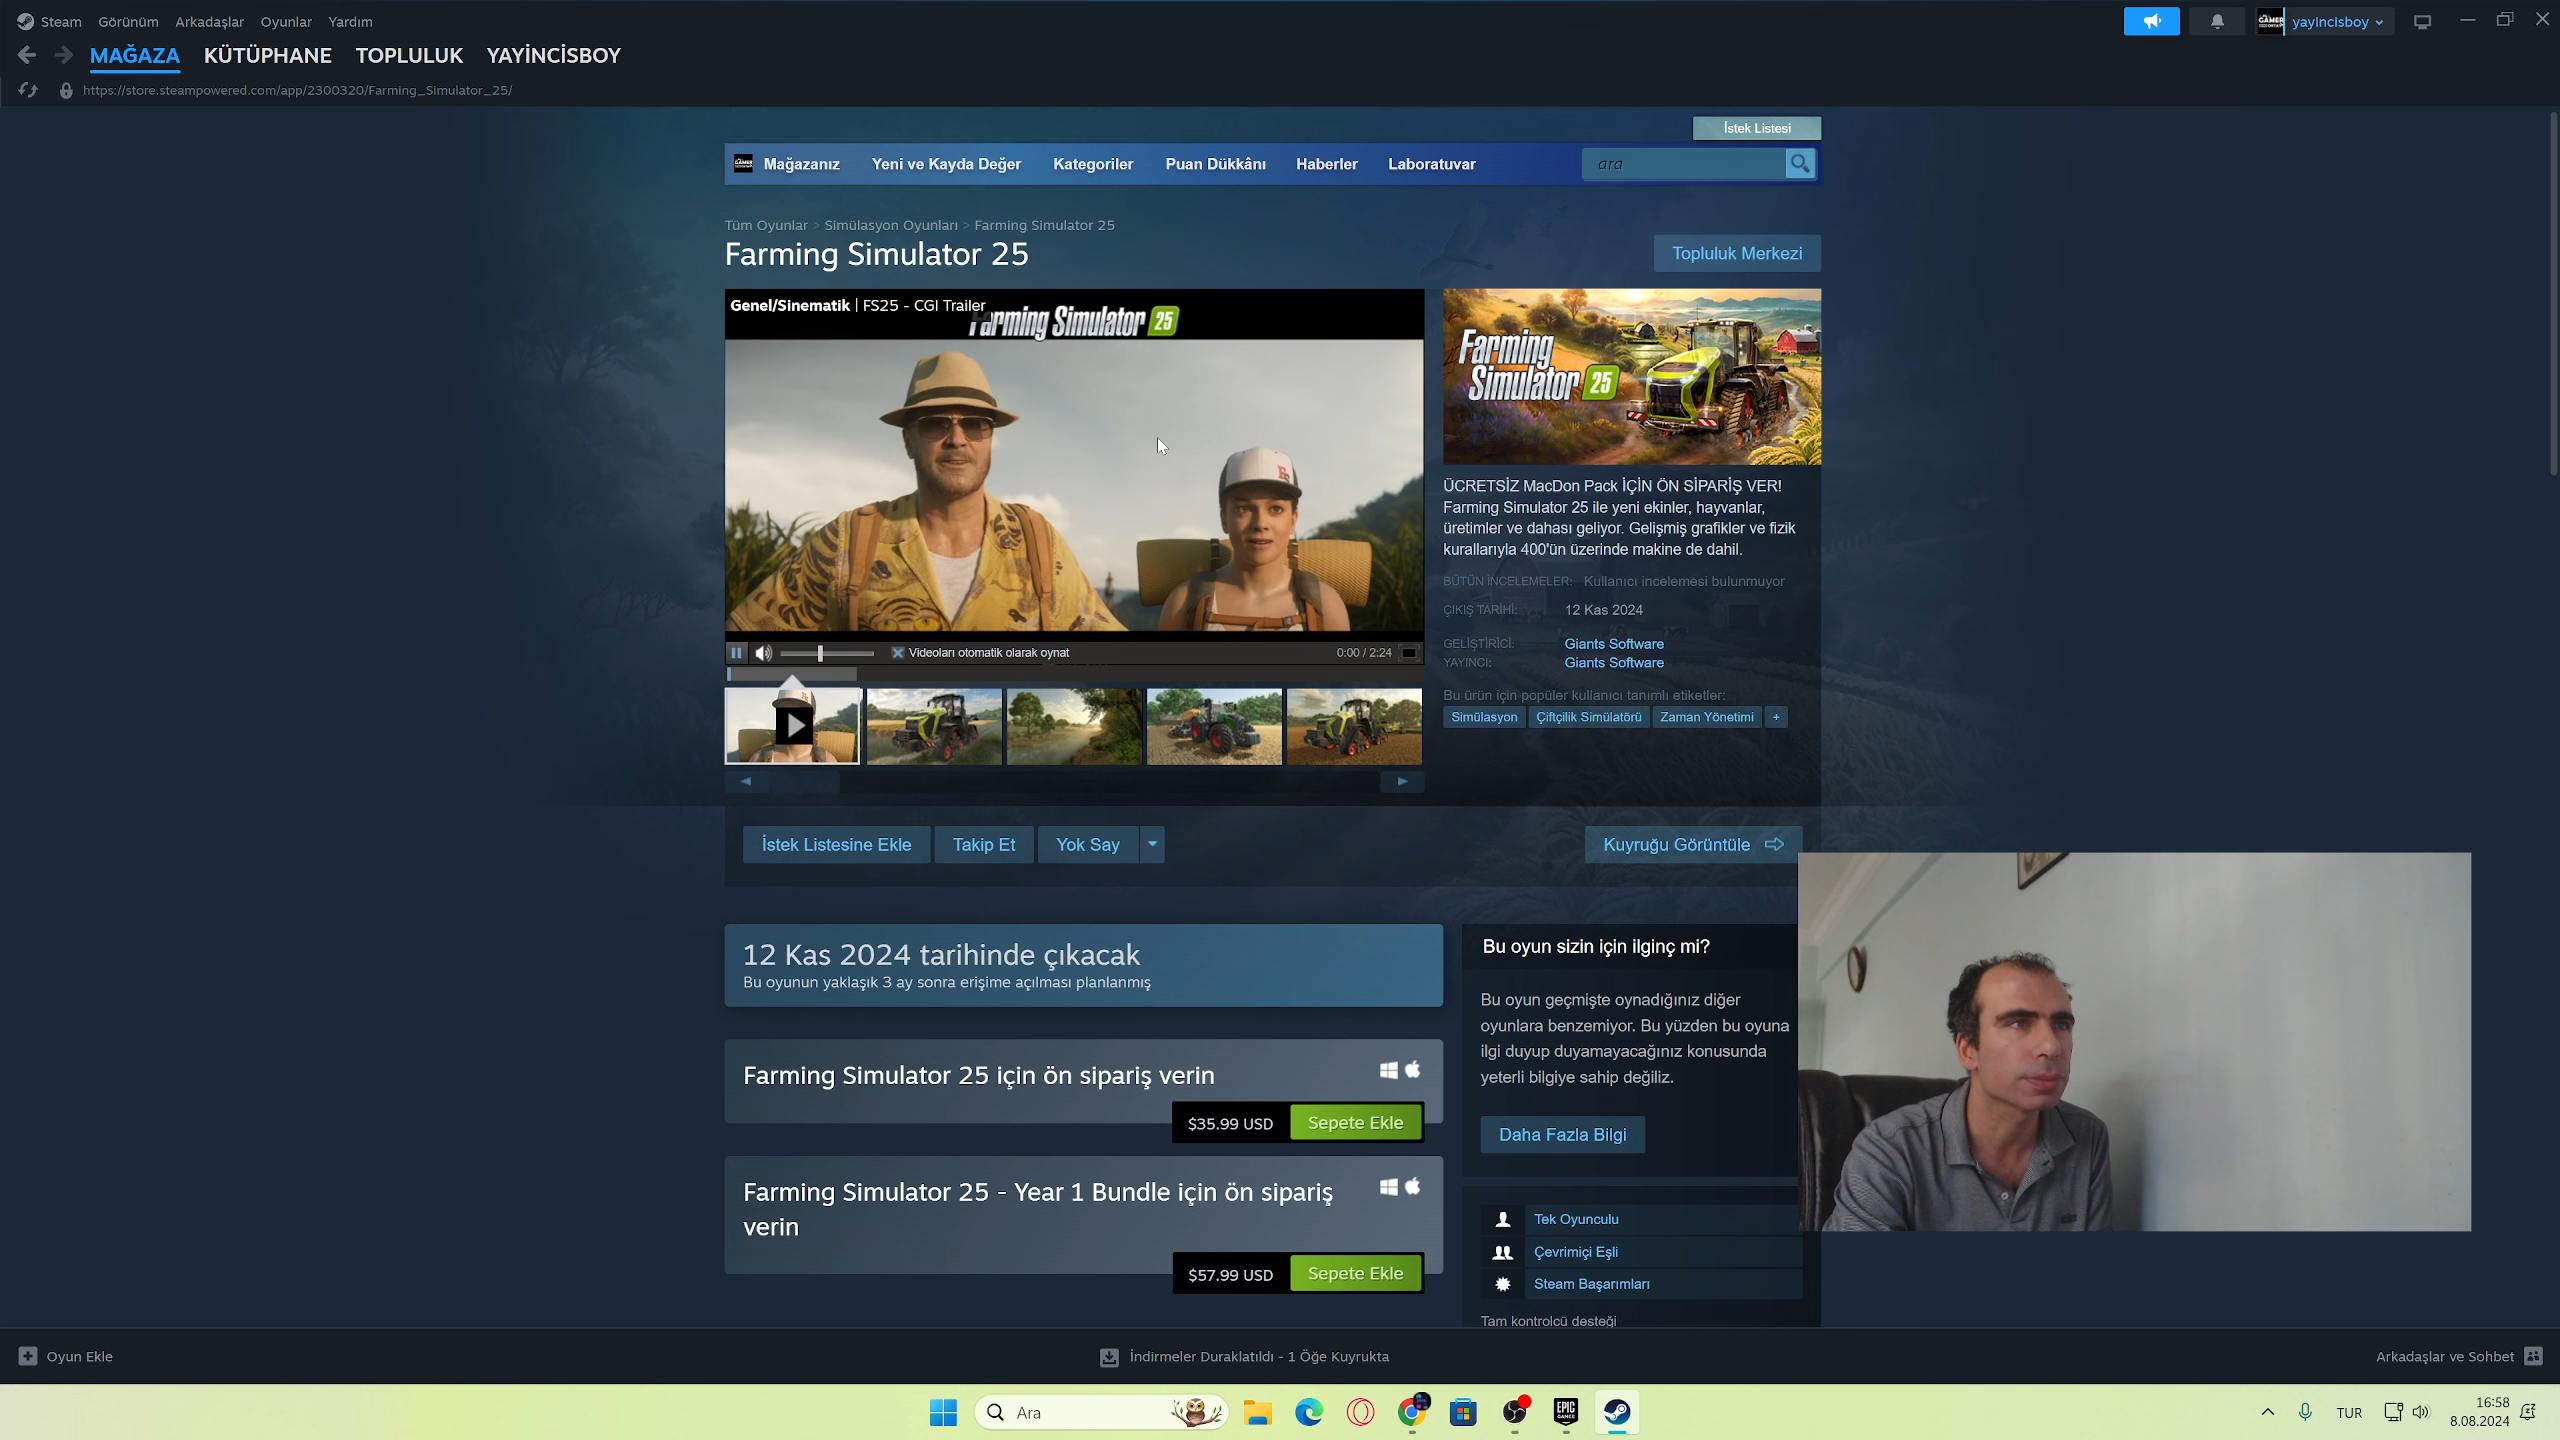 Steam Görünüm Arkadaşlar Oyunlar Yardım
yayincisboy
MAĞAZA KÜTÜPHANE TOPLULUK YAYİNCİSBOY
https://store.steampowered.com/app/2300320/Farming_Simulator_25/
İstek Listesi
Mağazanız Yeni ve Kayda Değer Kategoriler Puan Dükkânı Haberler Laboratuvar ara
Tüm Oyunlar > Simülasyon Oyunları > Farming Simulator 25
Farming Simulator 25
Topluluk Merkezi
Genel/Sinematik | FS25 - CGI Trailer
Farming Simulator 25
Farming
Simulator 25
ÜCRETSİZ MacDon Pack İÇİN ÖN SİPARİŞ VER!
Farming Simulator 25 ile yeni ekinler, hayvanlar,
üretimler ve dahası geliyor. Gelişmiş grafikler ve fizik
kurallarıyla 400'ün üzerinde makine de dahil.
BÜTÜN İNCELEMELER: Kullanıcı incelemesi bulunmuyor
ÇIKIŞ TARİHİ: 12 Kas 2024
GELİŞTİRİCİ: Giants Software
YAYINCI: Giants Software
Bu ürün için popüler kullanıcı tanımlı etiketler:
Simülasyon Çiftçilik Simülatörü Zaman Yönetimi +
Videoları otomatik olarak oynat 0:00 / 2:24
İstek Listesine Ekle Takip Et Yok Say
Kuyruğu Görüntüle
12 Kas 2024 tarihinde çıkacak
Bu oyunun yaklaşık 3 ay sonra erişime açılması planlanmış
Farming Simulator 25 için ön sipariş verin
$35.99 USD Sepete Ekle
Farming Simulator 25 - Year 1 Bundle için ön sipariş
verin
$57.99 USD Sepete Ekle
Bu oyun sizin için ilginç mi?
Bu oyun geçmişte oynadığınız diğer
oyunlara benzemiyor. Bu yüzden bu oyuna
ilgi duyup duyamayacağınız konusunda
yeterli bilgiye sahip değiliz.
Daha Fazla Bilgi
Tek Oyunculu
Çevrimiçi Eşli
Steam Başarımları
Tam kontrolcü desteği
Oyun Ekle
İndirmeler Duraklatıldı - 1 Öğe Kuyrukta
Arkadaşlar ve Sohbet
Ara
EPIC
GAMES
TUR
16:58
8.08.2024